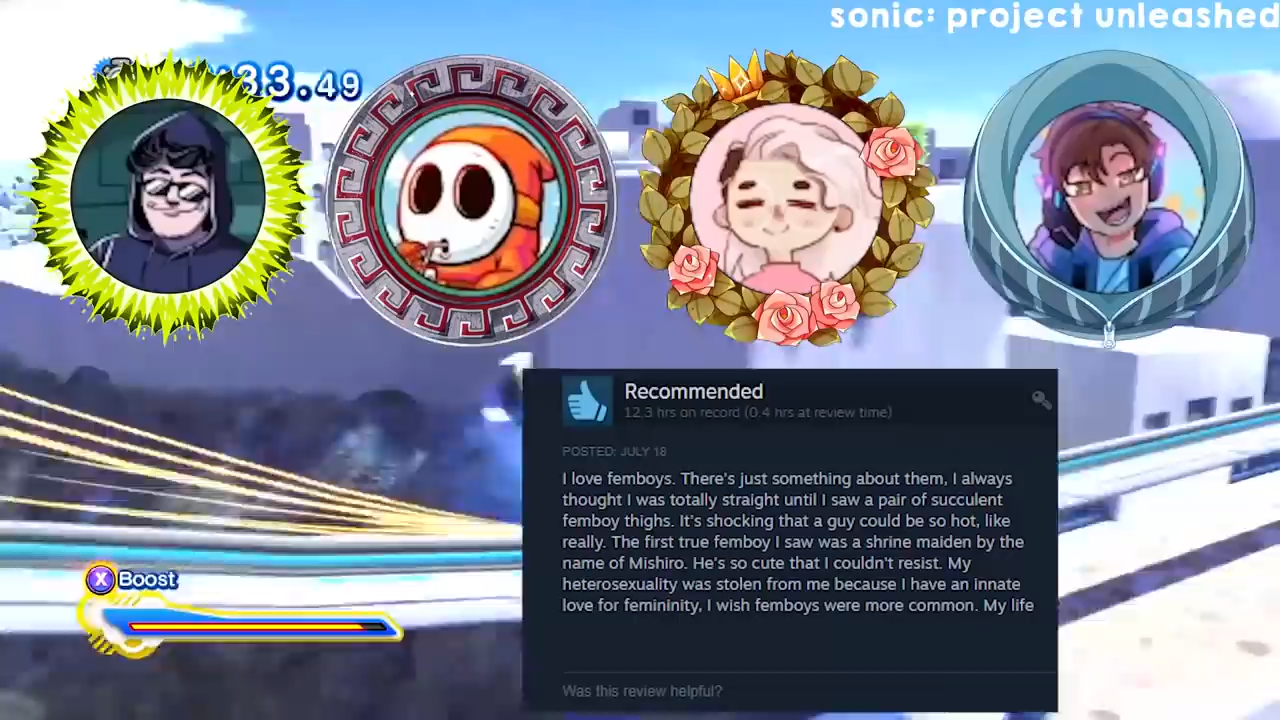 sonic: project unleashed
33.49
Recommended
12.3 hrs on record (0.4 hrs at review time)
POSTED: JULY 18
I love femboys. There's just something about them, I always
thought I was totally straight until I saw a pair of succulent
femboy thighs. It's shocking that a guy could be so hot, like
really. The first true femboy I saw was a shrine maiden by the
name of Mishiro. He's so cute that I couldn't resist. My
heterosexuality was stolen from me because I have an innate
love for femininity, I wish femboys were more common. My life
X Boost
Was this review helpful?